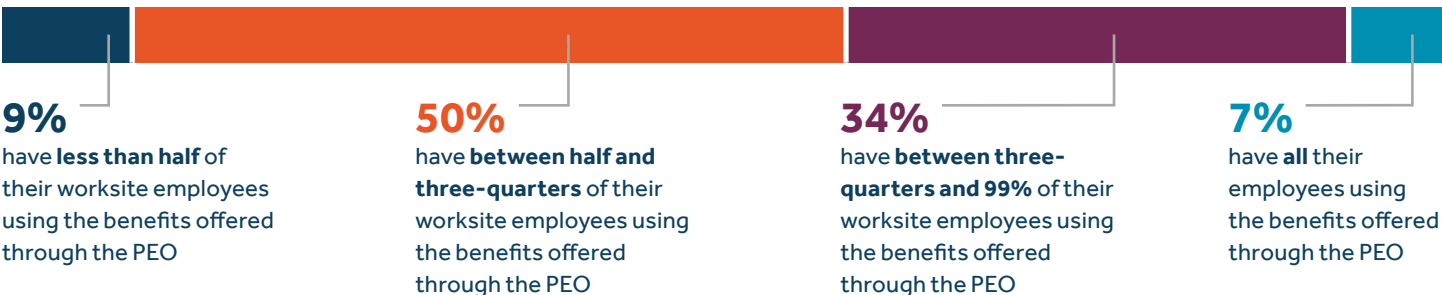 9%
have less than half of
their worksite employees
using the benefits offered
through the PEO
50%
have between half and
three-quarters of their
worksite employees using
the benefits offered
through the PEO
34%
have between three-
quarters and 99% of their
worksite employees using
the benefits offered
through the PEO
7%
have all their
employees using
the benefits offered
through the PEO